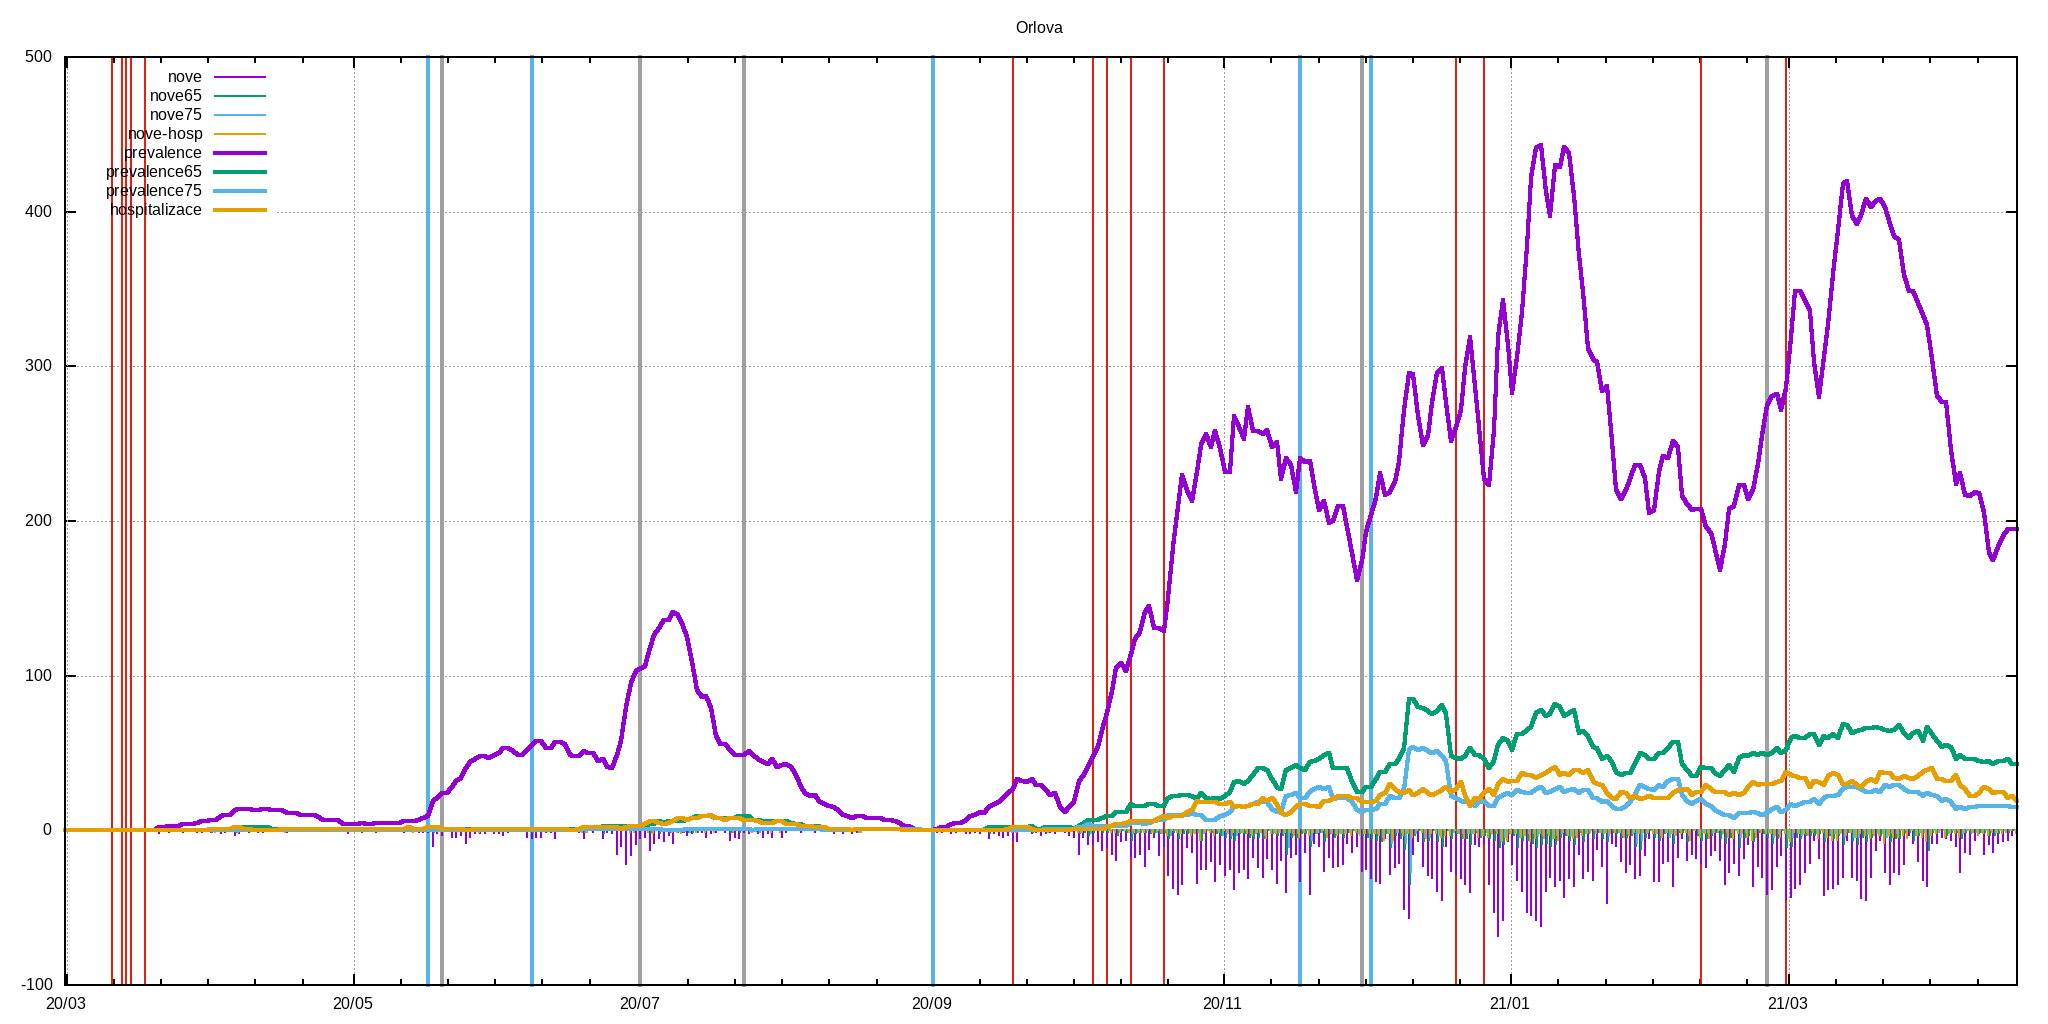 Orlova
500
400
300
200
100
0
-100
nove
nove65
nove75
nove-hosp
prevalence
prevalence65
prevalence75
hospitalizace
20/03
20/05
20/07
20/09
20/11
21/01
21/03